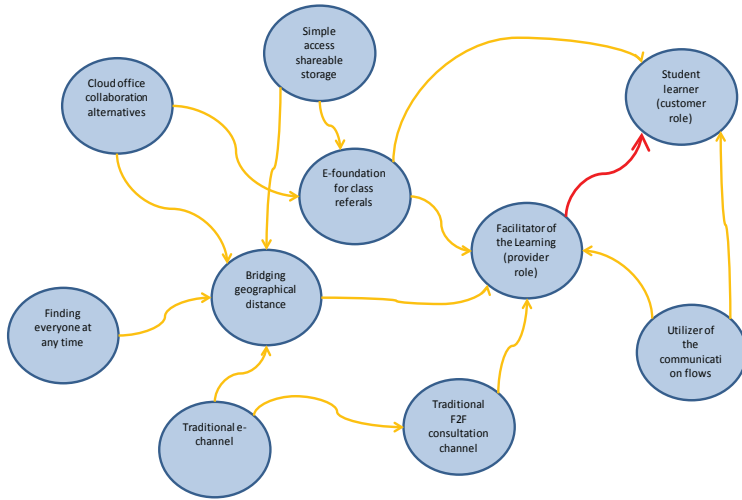 Simple
access
shareable
storage
Cloud office
collaboration
alternatives
Student
learner
(customer
role)
E-foundation
for class
referals
Facilitator of
the Learning
(provider
role)
Bridging
geographical
distance
Finding
everyone at
any time
Utilizer of
the
communicati
on flows
Traditional e-
channel
Traditional
F2F
consultation
channel